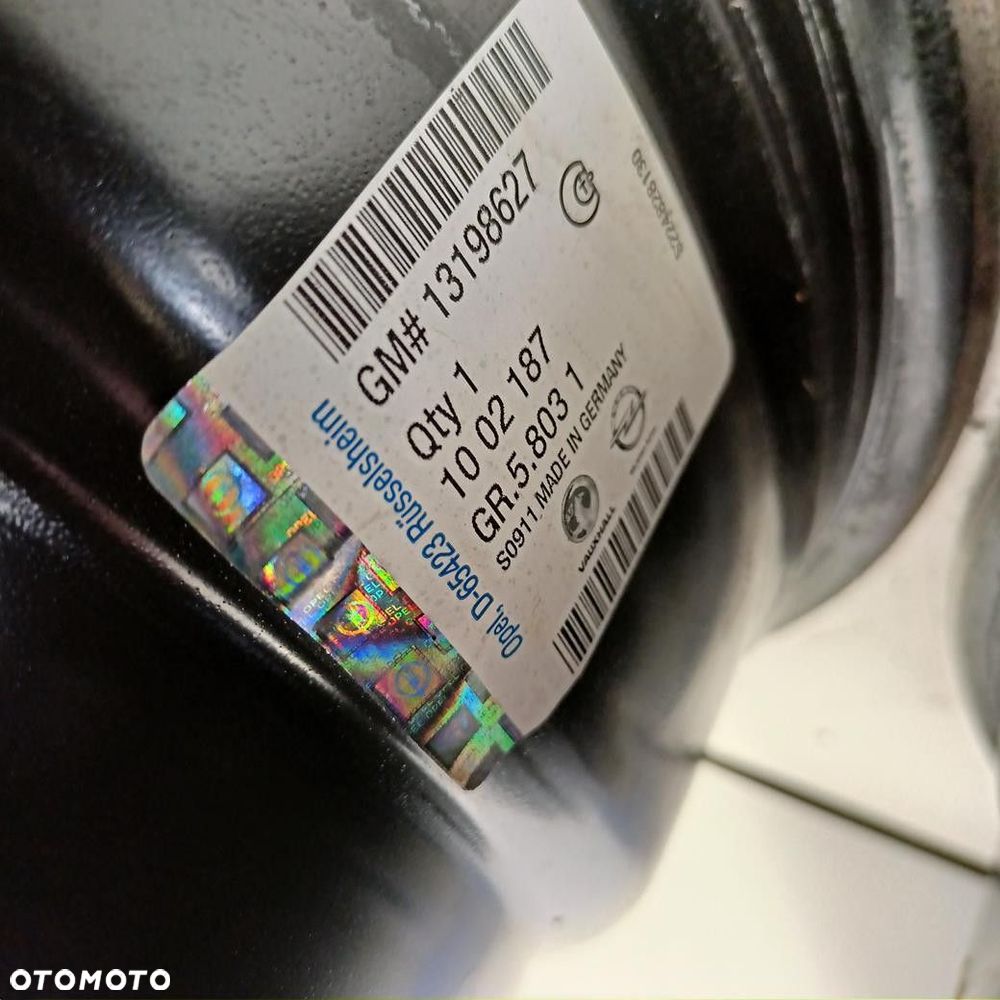 GM# 13198627
Qty 1
10 02 187
GR.5.803 1
S0911 MADE IN GERMANY
VAUXHALL
Opel, D-65423 Rüsselsheim
OPEL
OTOMOTO